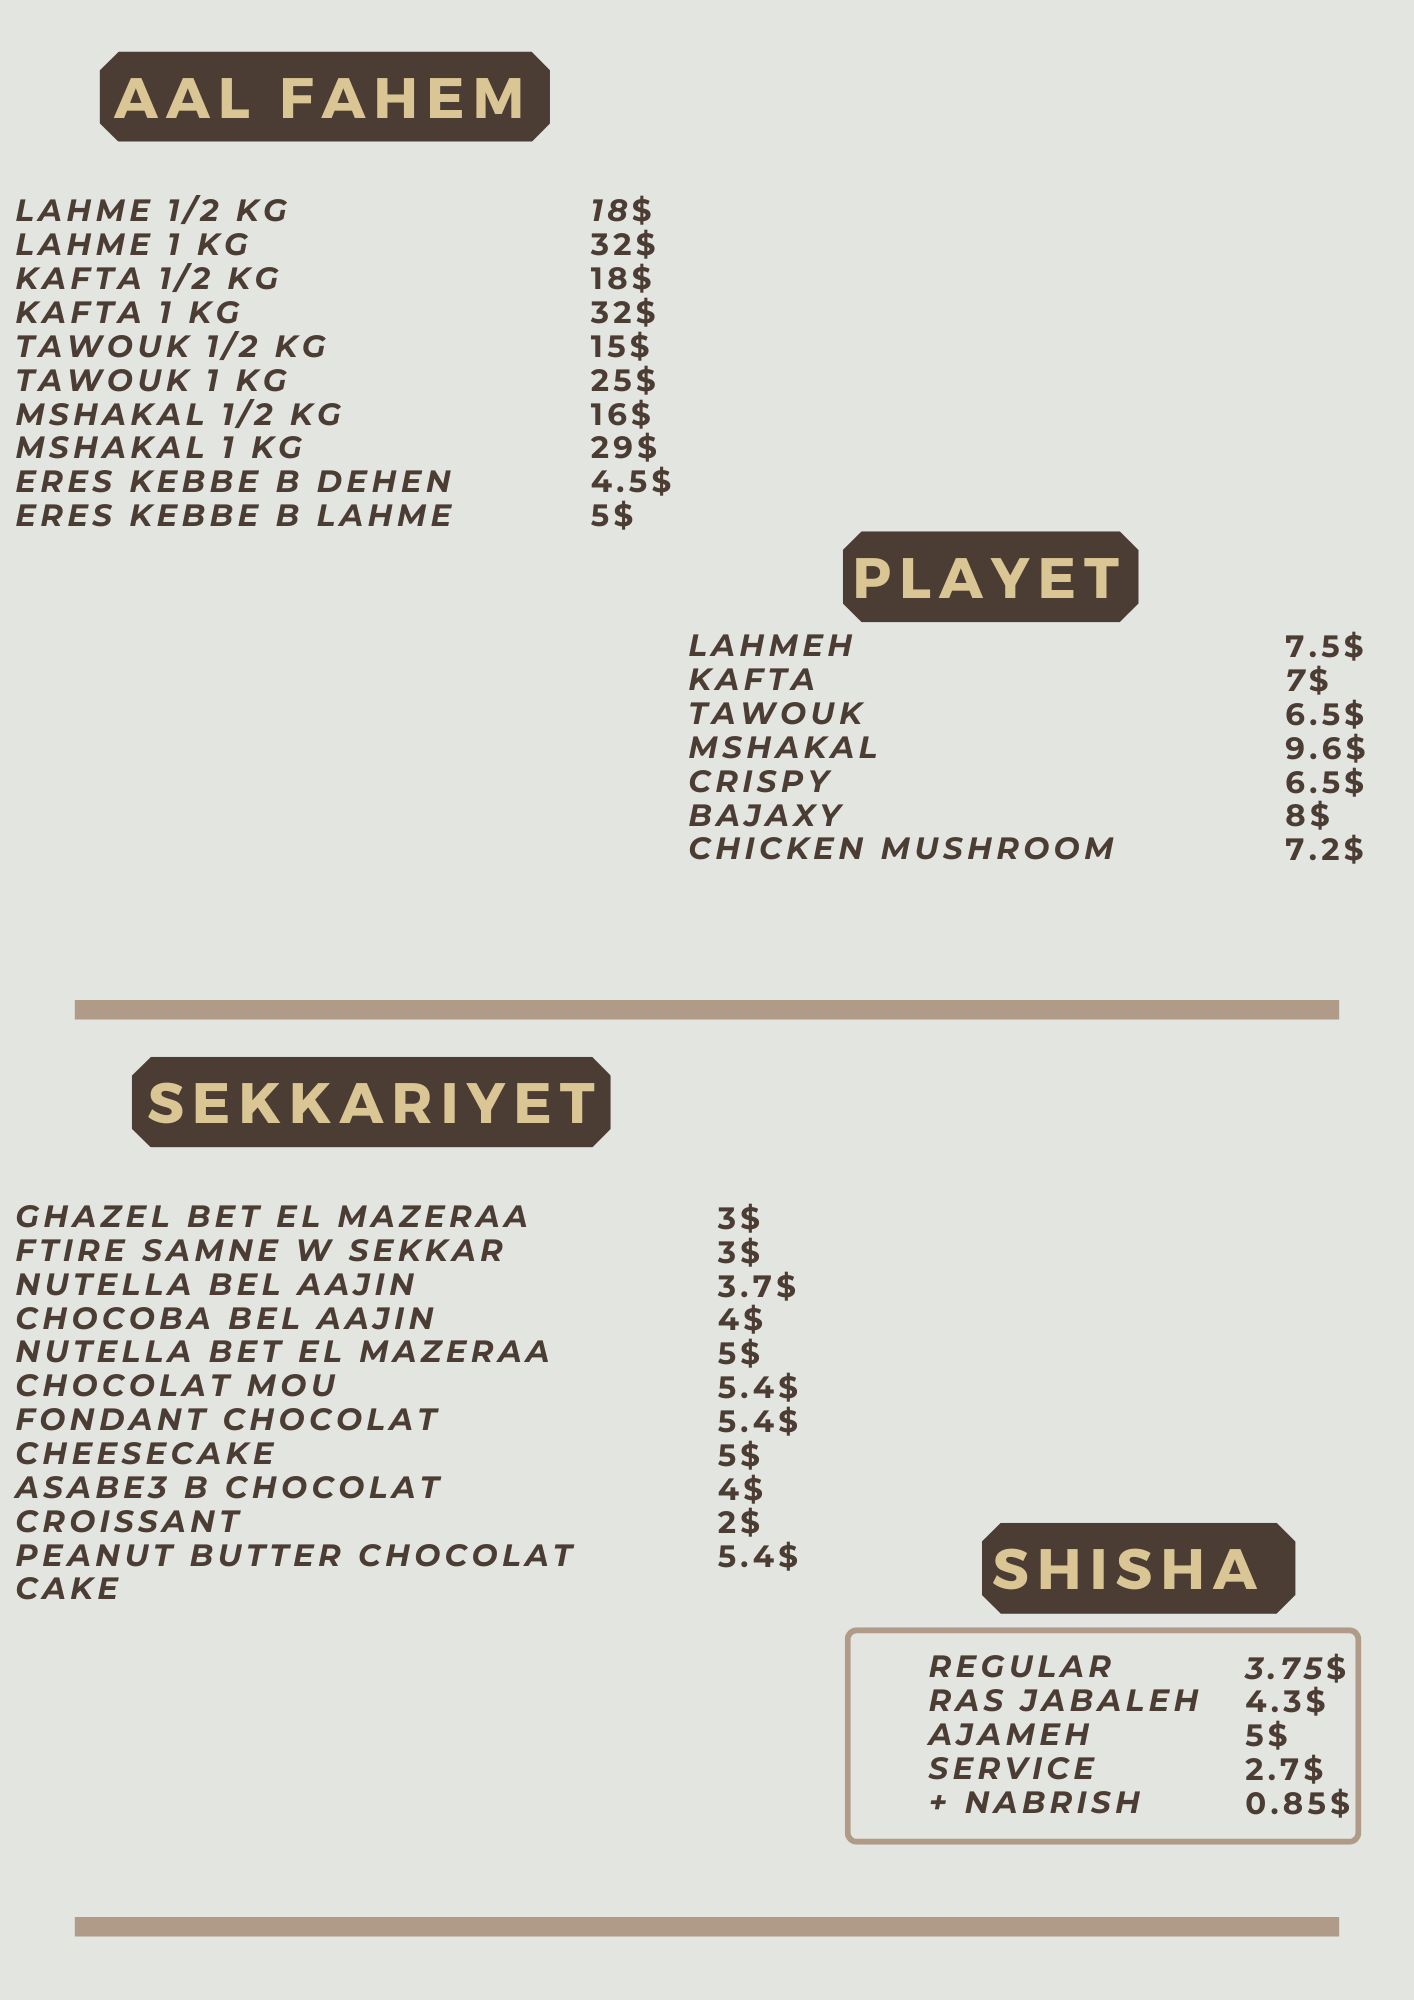 AAL FAHEM
LAHME 1/2 KG 18$
LAHME 1 KG 32$
KAFTA 1/2 KG 18$
KAFTA 1 KG 32$
TAWOUK 1/2 KG 15$
TAWOUK 1 KG 25$
MSHAKAL 1/2 KG 16$
MSHAKAL 1 KG 29$
ERES KEBBE B DEHEN 4.5$
ERES KEBBE B LAHME 5$
PLAYET
LAHMEH 7.5$
KAFTA 7$
TAWOUK 6.5$
MSHAKAL 9.6$
CRISPY 6.5$
BAJAXY 8$
CHICKEN MUSHROOM 7.2$
SEKKARIYET
GHAZEL BET EL MAZERAA 3$
FTIRE SAMNE W SEKKAR 3$
NUTELLA BEL AAJIN 3.7$
CHOCOBA BEL AAJIN 4$
NUTELLA BET EL MAZERAA 5$
CHOCOLAT MOU 5.4$
FONDANT CHOCOLAT 5.4$
CHEESECAKE 5$
ASABE3 B CHOCOLAT 4$
CROISSANT 2$
PEANUT BUTTER CHOCOLAT 5.4$
CAKE
SHISHA
REGULAR 3.75$
RAS JABALEH 4.3$
AJAMEH 5$
SERVICE 2.7$
+ NABRISH 0.85$